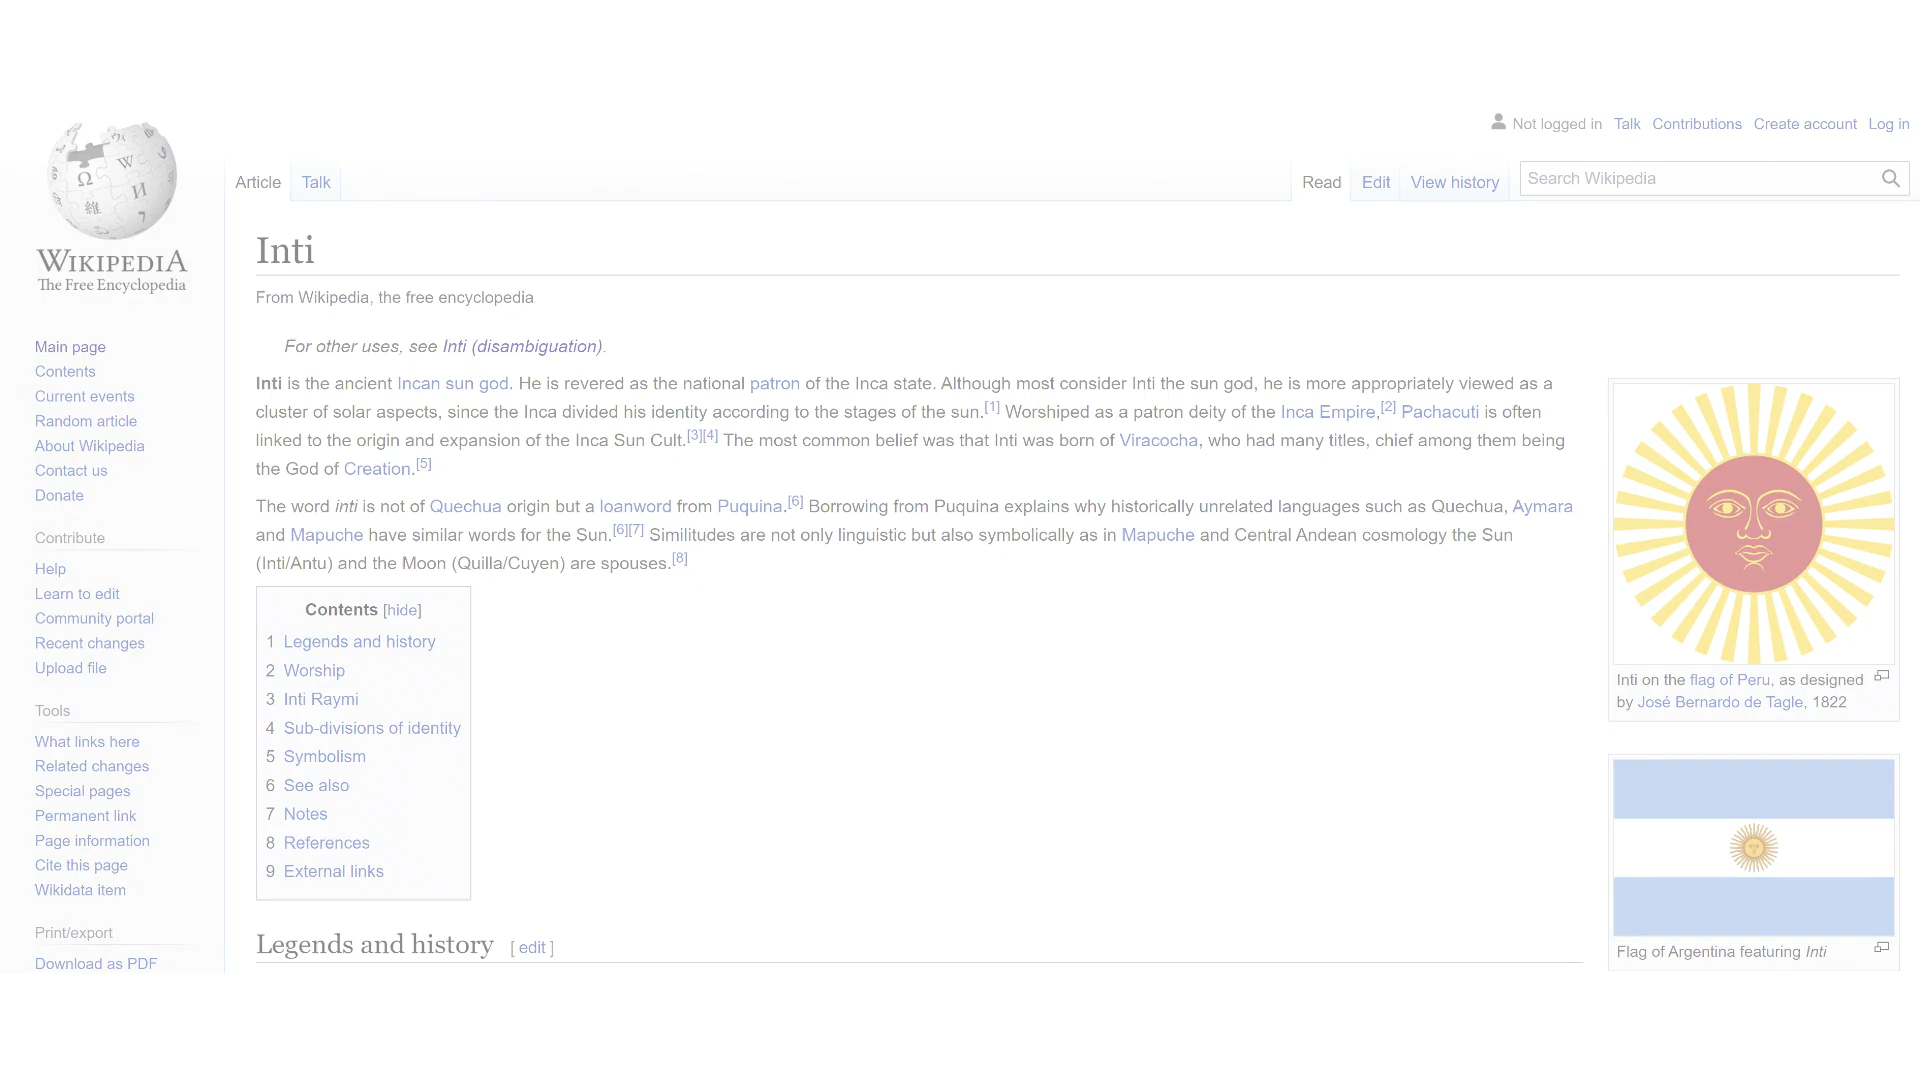 Not logged in Talk Contributions Create account Log in
Article Talk Read Edit View history Search Wikipedia
WIKIPEDIA
The Free Encyclopedia
Main page
Contents
Current events
Random article
About Wikipedia
Contact us
Donate
Contribute
Help
Learn to edit
Community portal
Recent changes
Upload file
Tools
What links here
Related changes
Special pages
Permanent link
Page information
Cite this page
Wikidata item
Print/export
Download as PDF
Inti
From Wikipedia, the free encyclopedia
For other uses, see Inti (disambiguation).
Inti is the ancient Incan sun god. He is revered as the national patron of the Inca state. Although most consider Inti the sun god, he is more appropriately viewed as a
cluster of solar aspects, since the Inca divided his identity according to the stages of the sun.[1] Worshiped as a patron deity of the Inca Empire,[2] Pachacuti is often
linked to the origin and expansion of the Inca Sun Cult.[3][4] The most common belief was that Inti was born of Viracocha, who had many titles, chief among them being
the God of Creation.[5]
The word inti is not of Quechua origin but a loanword from Puquina.[6] Borrowing from Puquina explains why historically unrelated languages such as Quechua, Aymara
and Mapuche have similar words for the Sun.[6][7] Similitudes are not only linguistic but also symbolically as in Mapuche and Central Andean cosmology the Sun
(Inti/Antu) and the Moon (Quilla/Cuyen) are spouses.[8]
Contents [hide]
1 Legends and history
2 Worship
3 Inti Raymi
4 Sub-divisions of identity
5 Symbolism
6 See also
7 Notes
8 References
9 External links
Legends and history [ edit ]
Inti on the flag of Peru, as designed
by José Bernardo de Tagle, 1822
Flag of Argentina featuring Inti